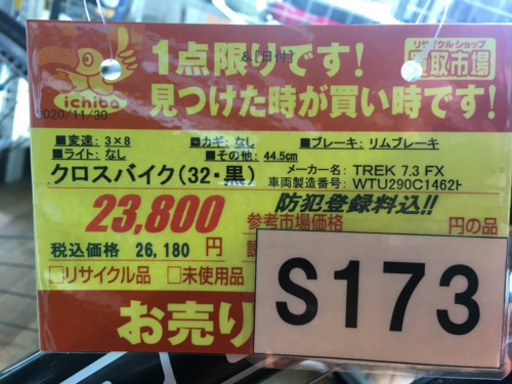 1点限りです!
&[日付]
リサイクルショップ
買取市場
ichiba
見つけた時が買い時です!
2020/11/30
■変速: 3×8 ■カギ: なし ■ブレーキ: リムブレーキ
■ライト: なし ■その他: 44.5cm
メーカー名: TREK 7.3 FX
クロスバイク(32・黒) 車両製造番号: WTU290C1462H
23,800 防犯登録料込!!
参考市場価格 円の品
税込価格 26,180 円
□リサイクル品 □未使用品
S173
お売り